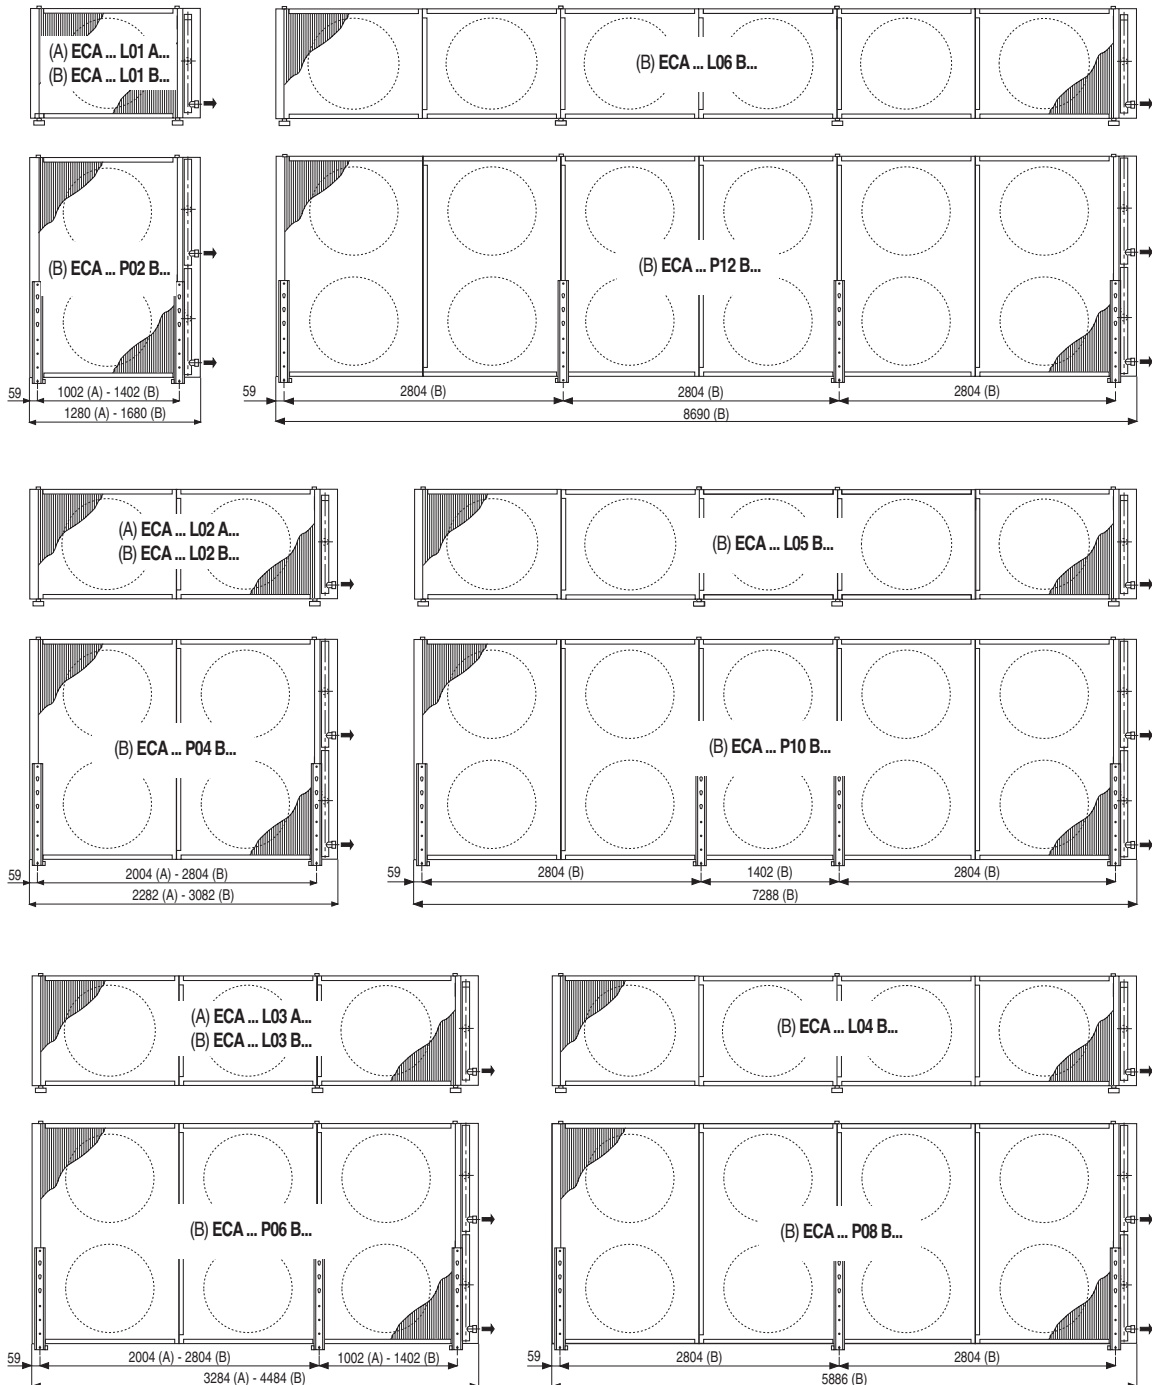 (A) ECA ... L01 A...
(B) ECA ... L01 B...
(B) ECA ... L06 B...
(B) ECA ... P02 B...
(B) ECA ... P12 B...
59
1002 (A) - 1402 (B)
1280 (A) - 1680 (B)
59
2804 (B)
2804 (B)
2804 (B)
8690 (B)
(A) ECA ... L02 A...
(B) ECA ... L02 B...
(B) ECA ... L05 B...
(B) ECA ... P04 B...
(B) ECA ... P10 B...
59
2004 (A) - 2804 (B)
2282 (A) - 3082 (B)
59
2804 (B)
1402 (B)
2804 (B)
7288 (B)
(A) ECA ... L03 A...
(B) ECA ... L03 B...
(B) ECA ... L04 B...
(B) ECA ... P06 B...
(B) ECA ... P08 B...
59
2004 (A) - 2804 (B)
1002 (A) - 1402 (B)
3284 (A) - 4484 (B)
59
2804 (B)
2804 (B)
5886 (B)